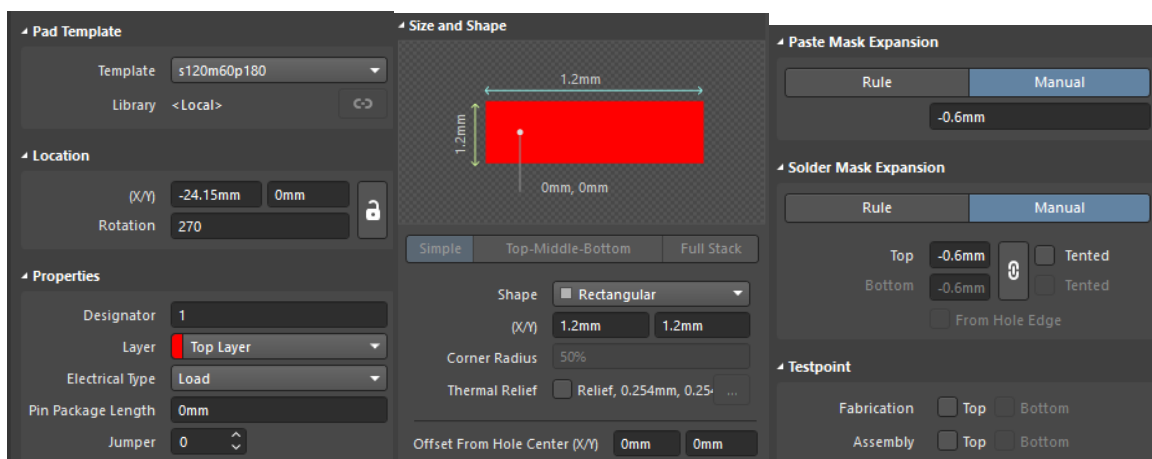 Pad Template
Template s120m60p180
Library <Local>
Location
(X/Y) -24.15mm 0mm
Rotation 270
Properties
Designator 1
Layer Top Layer
Electrical Type Load
Pin Package Length 0mm
Jumper 0
Size and Shape
1.2mm
1.2mm
0mm, 0mm
Simple Top-Middle-Bottom Full Stack
Shape Rectangular
(X/Y) 1.2mm 1.2mm
Corner Radius 50%
Thermal Relief Relief, 0.254mm, 0.25 ...
Offset From Hole Center (X/Y) 0mm 0mm
Paste Mask Expansion
Rule Manual
-0.6mm
Solder Mask Expansion
Rule Manual
Top -0.6mm Tented
Bottom -0.6mm Tented
From Hole Edge
Testpoint
Fabrication Top Bottom
Assembly Top Bottom